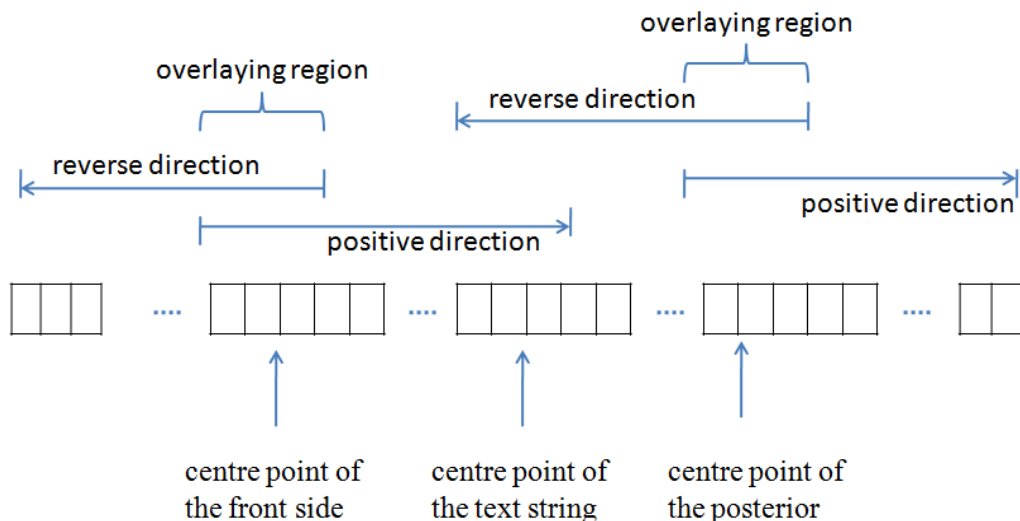 overlaying region
overlaying region
reverse direction
reverse direction
positive direction
positive direction
.... .... .... ....
centre point of
the front side
centre point of
the text string
centre point of
the posterior